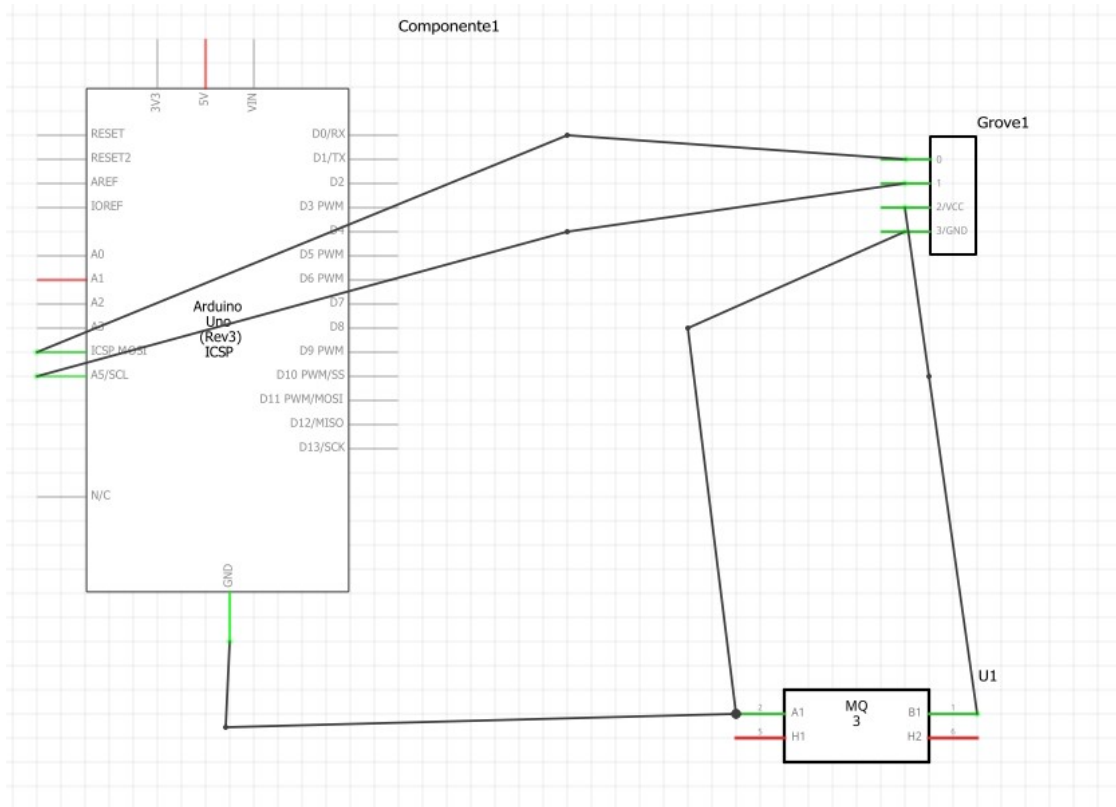 Componente1
3V3
5V
VIN
RESET
RESET2
AREF
IOREF
A0
A1
A2
A3
ICSP MOSI
A5/SCL
N/C
GND
Arduino
Uno
(Rev3)
ICSP
D0/RX
D1/TX
D2
D3 PWM
D4
D5 PWM
D6 PWM
D7
D8
D9 PWM
D10 PWM/SS
D11 PWM/MOSI
D12/MISO
D13/SCK
Grove1
0
1
2/VCC
3/GND
U1
2
A1
MQ
3
B1
1
5
H1
H2
6